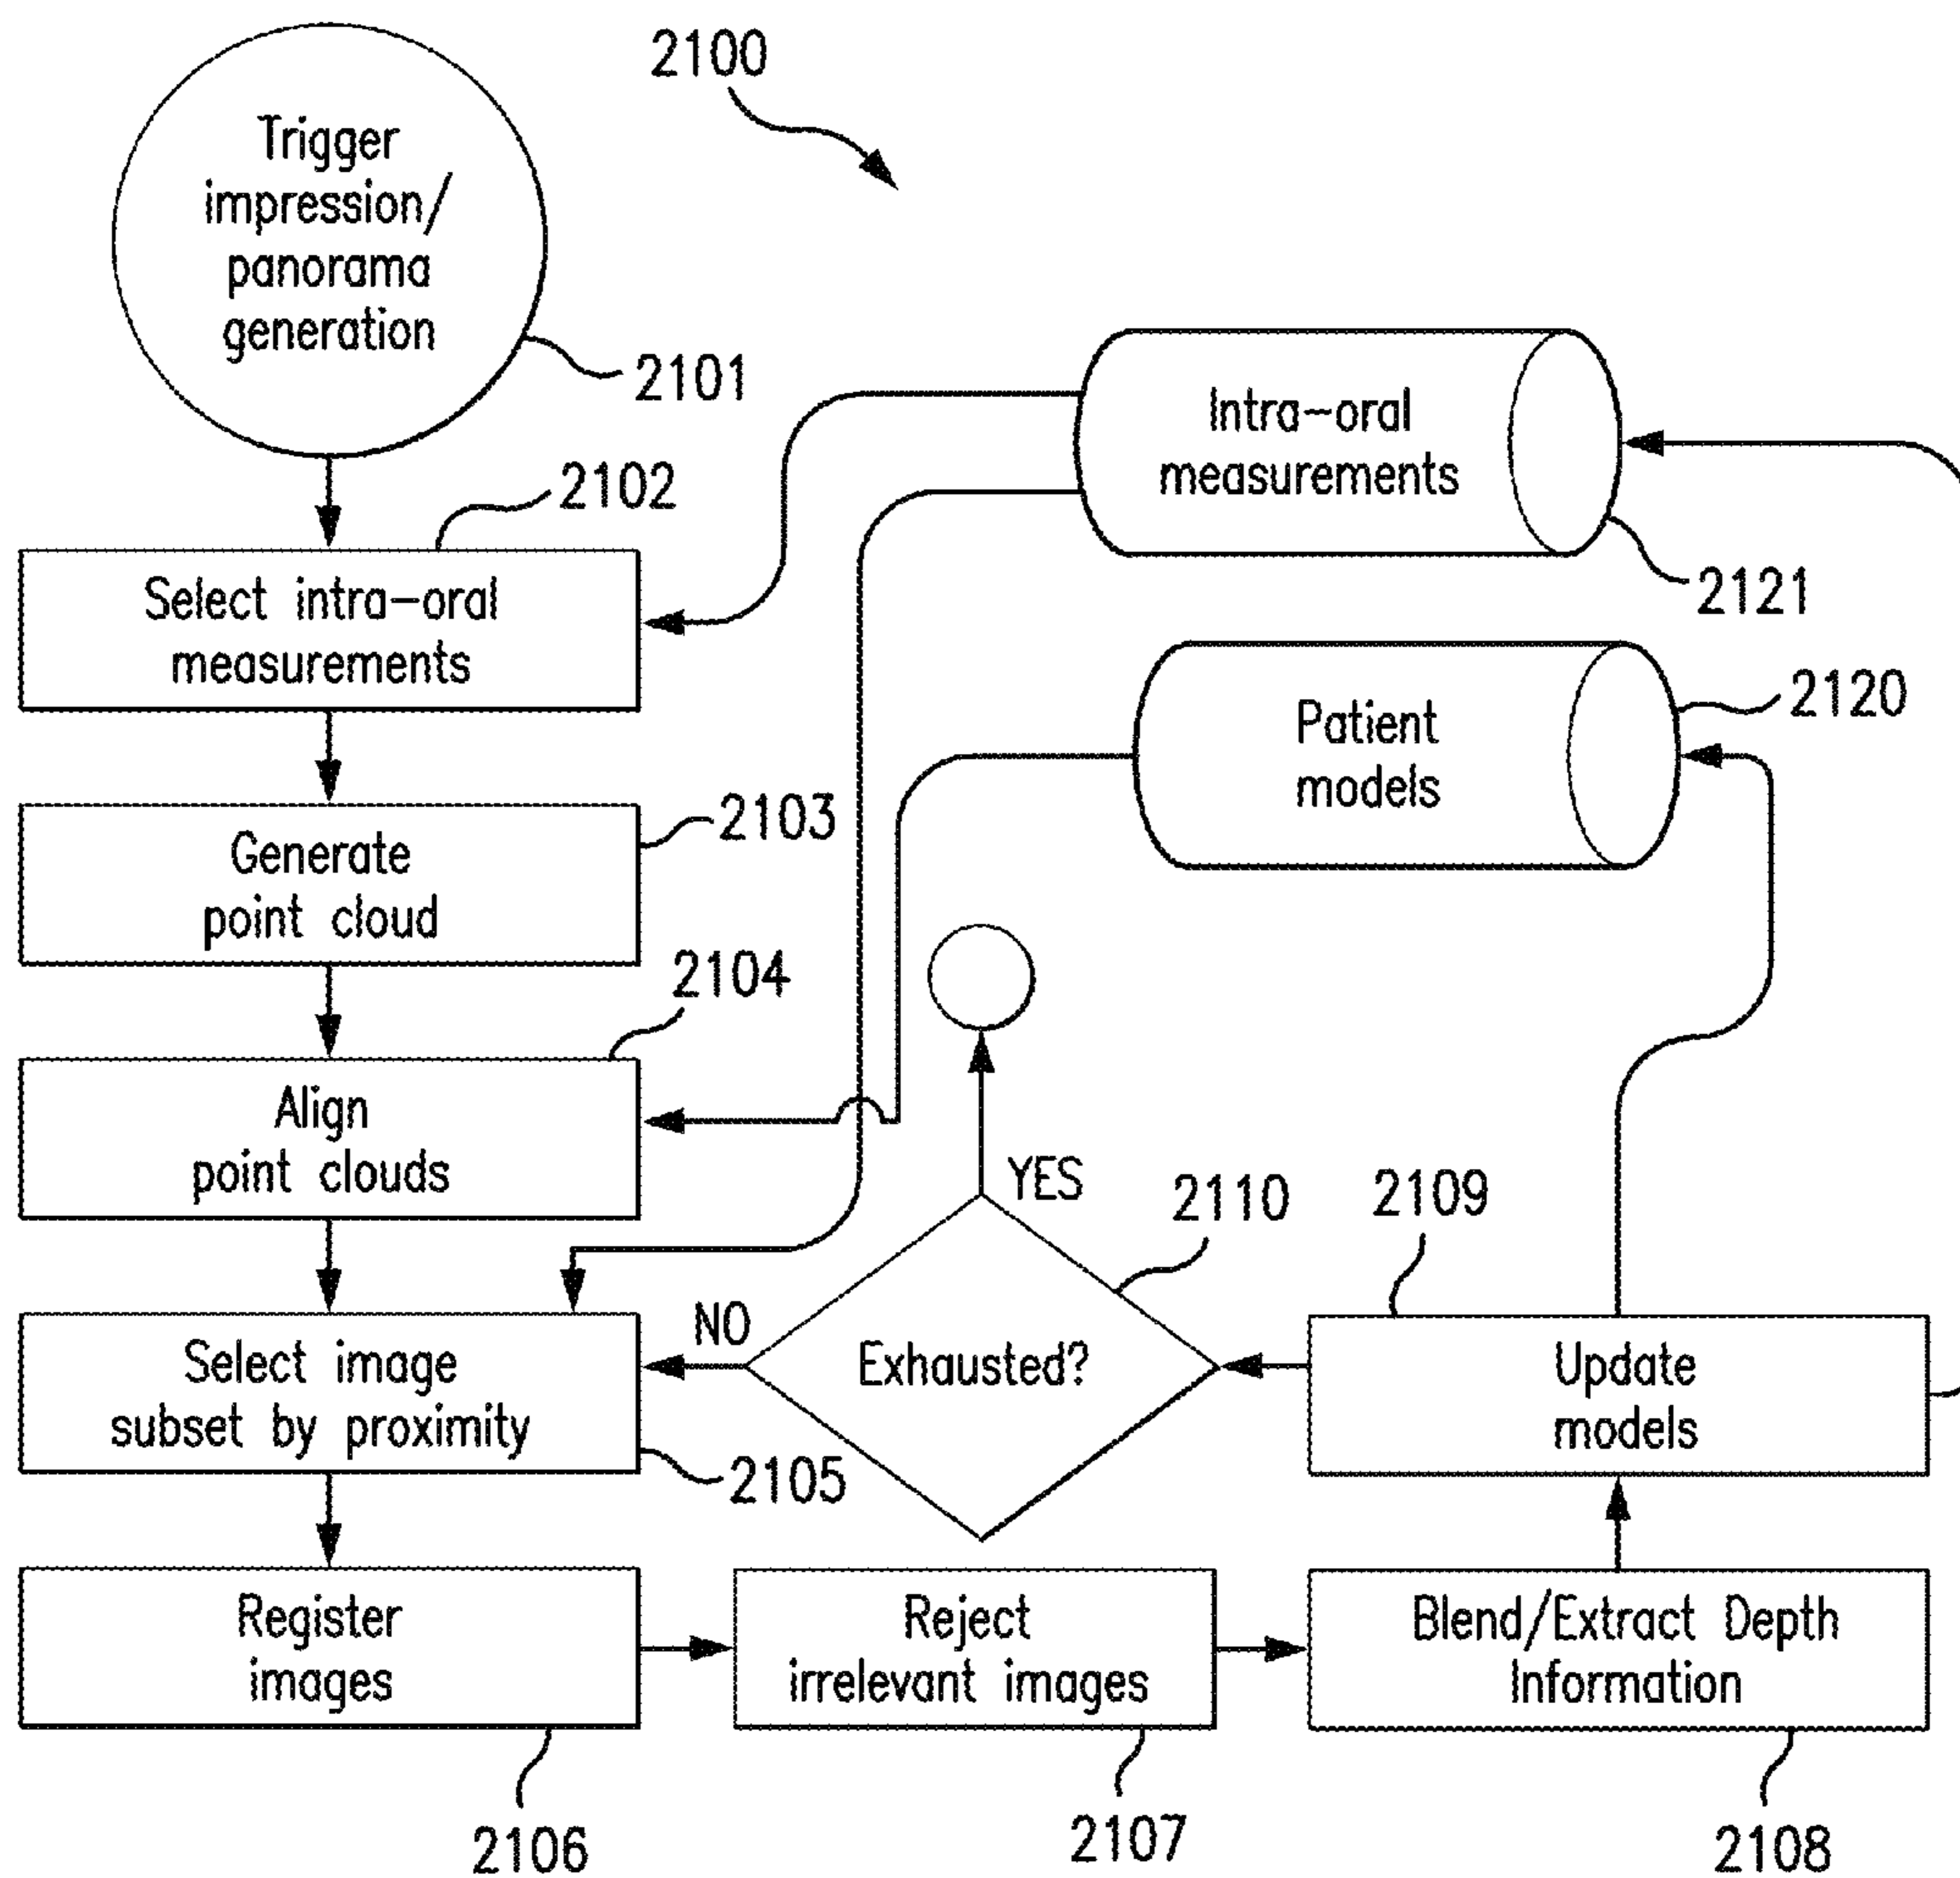 2100
Trigger
impression/
panorama
generation
2101
Intra-oral
measurements
2121
2102
Select intra-oral
measurements
Patient
models
2120
2103
Generate
point cloud
2104
Align
point clouds
YES
2110
2109
NO
Select image
subset by proximity
2105
Exhausted?
Update
models
Register
images
2106
Reject
irrelevant images
2107
Blend/Extract Depth
Information
2108